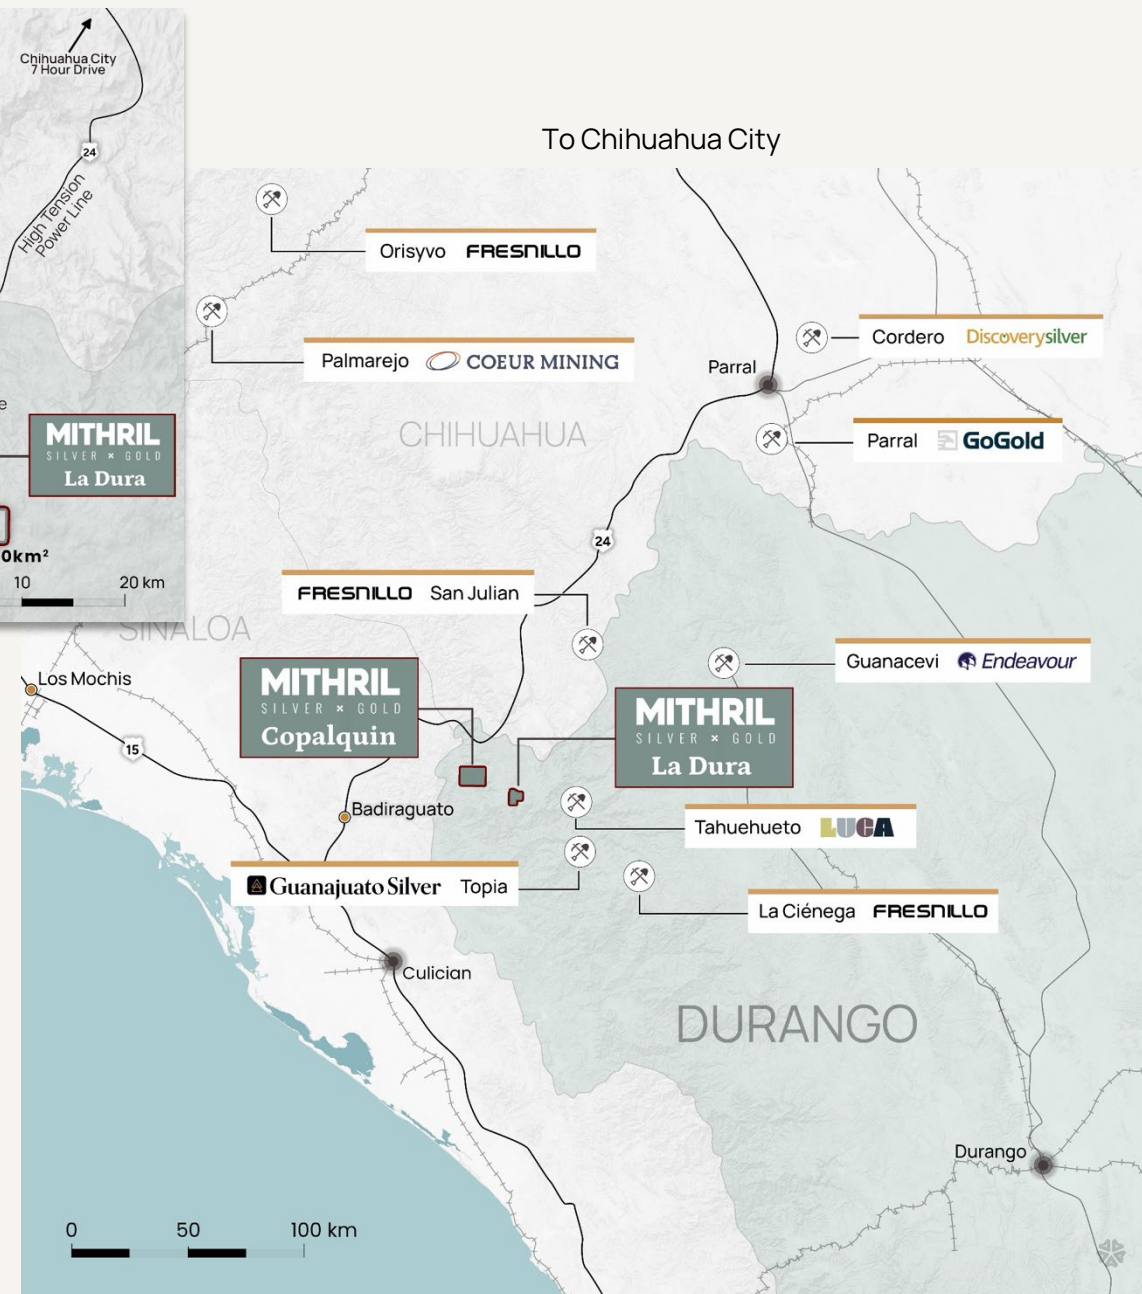 Chihuahua City
7 Hour Drive
24
High Tension
Power Line
e
MITHRIL
SILVER × GOLD
La Dura
0km²
10 20 km
To Chihuahua City
Orisyvo FRESNILLO
Palmarejo COEUR MINING
Cordero Discoverysilver
Parral
CHIHUAHUA
Parral GoGold
24
FRESNILLO San Julian
SINALOA
Guanacevi Endeavour
Los Mochis
MITHRIL
SILVER × GOLD
Copalquin
MITHRIL
SILVER × GOLD
La Dura
15
Badiraguato
Tahuehueto LUCA
Guanajuato Silver Topia
La Ciénega FRESNILLO
Culician
DURANGO
Durango
0 50 100 km